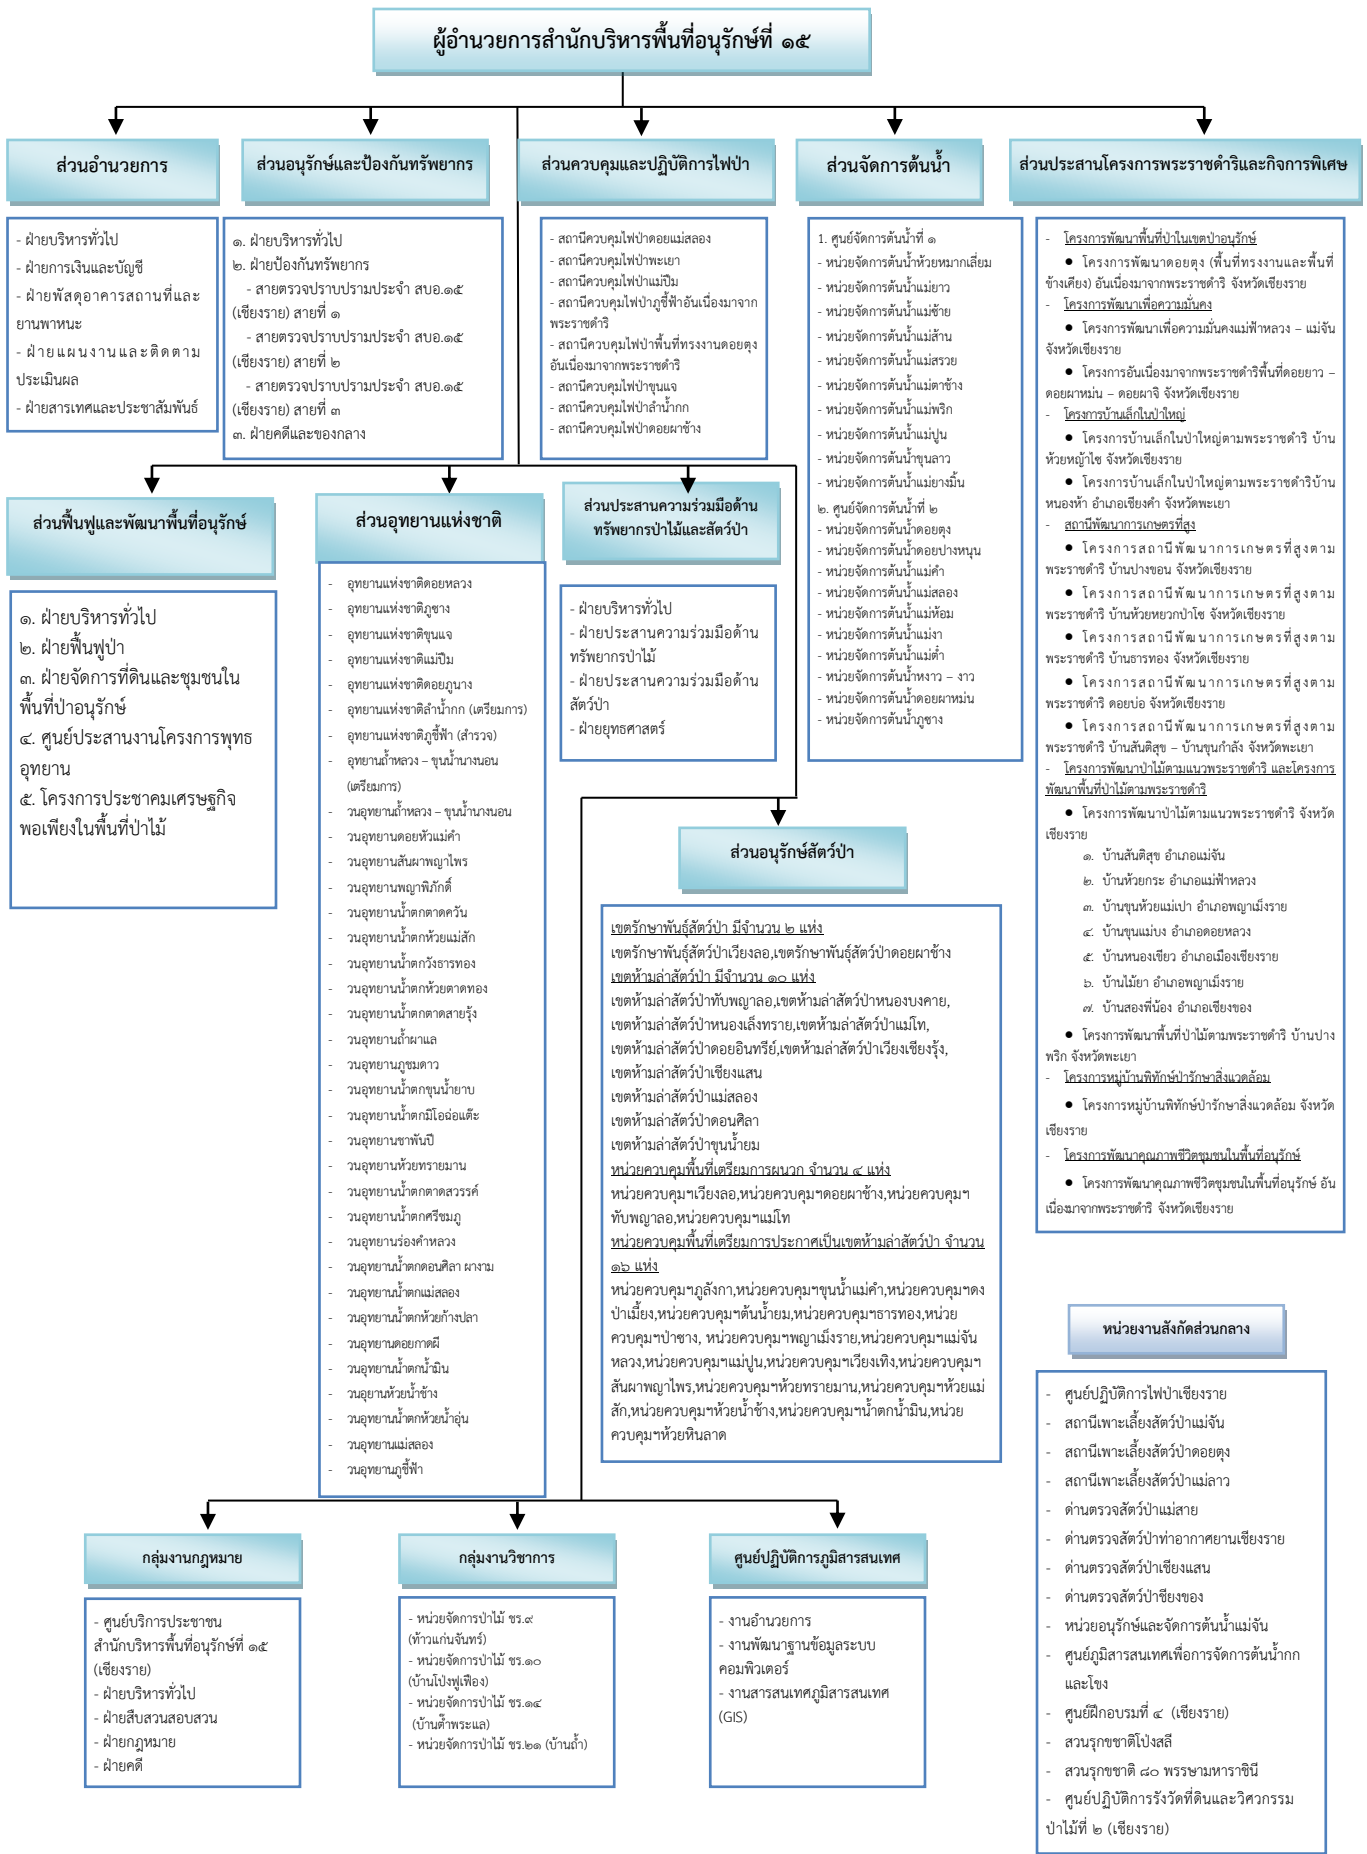 ผู้อำนวยการสำนักบริหารพื้นที่อนุรักษ์ที่ ๑๕
ส่วนอำนวยการ
- ฝ่ายบริหารทั่วไป
- ฝ่ายการเงินและบัญชี
- ฝ่ายพัสดุอาคารสถานที่และ
ยานพาหนะ
- ฝ่ายแผนงานและติดตาม
ประเมินผล
- ฝ่ายสารเทศและประชาสัมพันธ์
ส่วนอนุรักษ์และป้องกันทรัพยากร
๑. ฝ่ายบริหารทั่วไป
๒. ฝ่ายป้องกันทรัพยากร
- สายตรวจปราบปรามประจำ สบอ.๑๕
(เชียงราย) สายที่ ๑
- สายตรวจปราบปรามประจำ สบอ.๑๕
(เชียงราย) สายที่ ๒
- สายตรวจปราบปรามประจำ สบอ.๑๕
(เชียงราย) สายที่ ๓
๓. ฝ่ายคดีและของกลาง
ส่วนควบคุมและปฏิบัติการไฟป่า
- สถานีควบคุมไฟป่าดอยแม่สลอง
- สถานีควบคุมไฟป่าพะเยา
- สถานีควบคุมไฟป่าแม่ปืม
- สถานีควบคุมไฟป่าภูชี้ฟ้าอันเนื่องมาจาก
พระราชดำริ
- สถานีควบคุมไฟป่าพื้นที่ทรงงานดอยตุง
อันเนื่องมาจากพระราชดำริ
- สถานีควบคุมไฟป่าขุนแจ
- สถานีควบคุมไฟป่าลำน้ำกก
- สถานีควบคุมไฟป่าดอยผาช้าง
ส่วนจัดการต้นน้ำ
1. ศูนย์จัดการต้นน้ำที่ ๑
- หน่วยจัดการต้นน้ำห้วยหมากเลี่ยม
- หน่วยจัดการต้นน้ำแม่ยาว
- หน่วยจัดการต้นน้ำแม่ซ้าย
- หน่วยจัดการต้นน้ำแม่ส้าน
- หน่วยจัดการต้นน้ำแม่สรวย
- หน่วยจัดการต้นน้ำแม่ตาช้าง
- หน่วยจัดการต้นน้ำแม่พริก
- หน่วยจัดการต้นน้ำแม่ปูน
- หน่วยจัดการต้นน้ำขุนลาว
- หน่วยจัดการต้นน้ำแม่ยางมิ้น
๒. ศูนย์จัดการต้นน้ำที่ ๒
- หน่วยจัดการต้นน้ำดอยตุง
- หน่วยจัดการต้นน้ำดอยปางหนุน
- หน่วยจัดการต้นน้ำแม่คำ
- หน่วยจัดการต้นน้ำแม่สลอง
- หน่วยจัดการต้นน้ำแม่ห้อม
- หน่วยจัดการต้นน้ำแม่งา
- หน่วยจัดการต้นน้ำแม่ต่ำ
- หน่วยจัดการต้นน้ำหงาว – งาว
- หน่วยจัดการต้นน้ำดอยผาหม่น
- หน่วยจัดการต้นน้ำภูซาง
ส่วนประสานโครงการพระราชดำริและกิจการพิเศษ
- โครงการพัฒนาพื้นที่ป่าในเขตป่าอนุรักษ์
● โครงการพัฒนาดอยตุง (พื้นที่ทรงงานและพื้นที่
ข้างเคียง) อันเนื่องมาจากพระราชดำริ จังหวัดเชียงราย
- โครงการพัฒนาเพื่อความมั่นคง
● โครงการพัฒนาเพื่อความมั่นคงแม่ฟ้าหลวง – แม่จัน
จังหวัดเชียงราย
● โครงการอันเนื่องมาจากพระราชดำริพื้นที่ดอยยาว –
ดอยผาหม่น – ดอยผาจิ จังหวัดเชียงราย
- โครงการบ้านเล็กในป่าใหญ่
● โครงการบ้านเล็กในป่าใหญ่ตามพระราชดำริ บ้าน
ห้วยหญ้าไซ จังหวัดเชียงราย
● โครงการบ้านเล็กในป่าใหญ่ตามพระราชดำริบ้าน
หนองห้า อำเภอเชียงคำ จังหวัดพะเยา
- สถานีพัฒนาการเกษตรที่สูง
● โครงการสถานีพัฒนาการเกษตรที่สูงตาม
พระราชดำริ บ้านปางขอน จังหวัดเชียงราย
● โครงการสถานีพัฒนาการเกษตรที่สูงตาม
พระราชดำริ บ้านห้วยหยวกป่าโซ จังหวัดเชียงราย
● โครงการสถานีพัฒนาการเกษตรที่สูงตาม
พระราชดำริ บ้านธารทอง จังหวัดเชียงราย
● โครงการสถานีพัฒนาการเกษตรที่สูงตาม
พระราชดำริ ดอยบ่อ จังหวัดเชียงราย
● โครงการสถานีพัฒนาการเกษตรที่สูงตาม
พระราชดำริ บ้านสันติสุข – บ้านขุนกำลัง จังหวัดพะเยา
- โครงการพัฒนาป่าไม้ตามแนวพระราชดำริ และโครงการ
พัฒนาพื้นที่ป่าไม้ตามพระราชดำริ
● โครงการพัฒนาป่าไม้ตามแนวพระราชดำริ จังหวัด
เชียงราย
๑. บ้านสันติสุข อำเภอแม่จัน
๒. บ้านห้วยกระ อำเภอแม่ฟ้าหลวง
๓. บ้านขุนห้วยแม่เปา อำเภอพญาเม็งราย
๔. บ้านขุนแม่บง อำเภอดอยหลวง
๕. บ้านหนองเขียว อำเภอเมืองเชียงราย
๖. บ้านไม้ยา อำเภอพญาเม็งราย
๗. บ้านสองพี่น้อง อำเภอเชียงของ
● โครงการพัฒนาพื้นที่ป่าไม้ตามพระราชดำริ บ้านปาง
พริก จังหวัดพะเยา
- โครงการหมู่บ้านพิทักษ์ป่ารักษาสิ่งแวดล้อม
● โครงการหมู่บ้านพิทักษ์ป่ารักษาสิ่งแวดล้อม จังหวัด
เชียงราย
- โครงการพัฒนาคุณภาพชีวิตชุมชนในพื้นที่อนุรักษ์
● โครงการพัฒนาคุณภาพชีวิตชุมชนในพื้นที่อนุรักษ์ อัน
เนื่องมาจากพระราชดำริ จังหวัดเชียงราย
ส่วนฟื้นฟูและพัฒนาพื้นที่อนุรักษ์
๑. ฝ่ายบริหารทั่วไป
๒. ฝ่ายฟื้นฟูป่า
๓. ฝ่ายจัดการที่ดินและชุมชนใน
พื้นที่ป่าอนุรักษ์
๔. ศูนย์ประสานงานโครงการพุทธ
อุทยาน
๕. โครงการประชาคมเศรษฐกิจ
พอเพียงในพื้นที่ป่าไม้
ส่วนอุทยานแห่งชาติ
- อุทยานแห่งชาติดอยหลวง
- อุทยานแห่งชาติภูซาง
- อุทยานแห่งชาติขุนแจ
- อุทยานแห่งชาติแม่ปืม
- อุทยานแห่งชาติดอยภูนาง
- อุทยานแห่งชาติลำน้ำกก (เตรียมการ)
- อุทยานแห่งชาติภูชี้ฟ้า (สำรวจ)
- อุทยานถ้ำหลวง – ขุนน้ำนางนอน
(เตรียมการ)
- วนอุทยานถ้ำหลวง – ขุนน้ำนางนอน
- วนอุทยานดอยหัวแม่คำ
- วนอุทยานสันผาพญาไพร
- วนอุทยานพญาพิภักดิ์
- วนอุทยานน้ำตกตาดควัน
- วนอุทยานน้ำตกห้วยแม่สัก
- วนอุทยานน้ำตกวังธารทอง
- วนอุทยานน้ำตกห้วยตาดทอง
- วนอุทยานน้ำตกตาดสายรุ้ง
- วนอุทยานถ้ำผาแล
- วนอุทยานภูชมดาว
- วนอุทยานน้ำตกขุนน้ำยาบ
- วนอุทยานน้ำตกมิโอฉ่อแต๊ะ
- วนอุทยานชาพันปี
- วนอุทยานห้วยทรายมาน
- วนอุทยานน้ำตกตาดสวรรค์
- วนอุทยานน้ำตกศรีชมภู
- วนอุทยานร่องคำหลวง
- วนอุทยานน้ำตกดอนศิลา ผางาม
- วนอุทยานน้ำตกแม่สลอง
- วนอุทยานน้ำตกห้วยก้างปลา
- วนอุทยานดอยกาดผี
- วนอุทยานน้ำตกน้ำมิน
- วนอุยานห้วยน้ำช้าง
- วนอุทยานน้ำตกห้วยน้ำอุ่น
- วนอุทยานแม่สลอง
- วนอุทยานภูชี้ฟ้า
ส่วนประสานความร่วมมือด้าน
ทรัพยากรป่าไม้และสัตว์ป่า
- ฝ่ายบริหารทั่วไป
- ฝ่ายประสานความร่วมมือด้าน
ทรัพยากรป่าไม้
- ฝ่ายประสานความร่วมมือด้าน
สัตว์ป่า
- ฝ่ายยุทธศาสตร์
ส่วนอนุรักษ์สัตว์ป่า
เขตรักษาพันธุ์สัตว์ป่า มีจำนวน ๒ แห่ง
เขตรักษาพันธุ์สัตว์ป่าเวียงลอ,เขตรักษาพันธุ์สัตว์ป่าดอยผาช้าง
เขตห้ามล่าสัตว์ป่า มีจำนวน ๑๐ แห่ง
เขตห้ามล่าสัตว์ป่าทับพญาลอ,เขตห้ามล่าสัตว์ป่าหนองบงคาย,
เขตห้ามล่าสัตว์ป่าหนองเล็งทราย,เขตห้ามล่าสัตว์ป่าแม่โท,
เขตห้ามล่าสัตว์ป่าดอยอินทรีย์,เขตห้ามล่าสัตว์ป่าเวียงเชียงรุ้ง,
เขตห้ามล่าสัตว์ป่าเชียงแสน
เขตห้ามล่าสัตว์ป่าแม่สลอง
เขตห้ามล่าสัตว์ป่าดอนศิลา
เขตห้ามล่าสัตว์ป่าขุนน้ำยม
หน่วยควบคุมพื้นที่เตรียมการผนวก จำนวน ๔ แห่ง
หน่วยควบคุมฯเวียงลอ,หน่วยควบคุมฯดอยผาช้าง,หน่วยควบคุมฯ
ทับพญาลอ,หน่วยควบคุมฯแม่โท
หน่วยควบคุมพื้นที่เตรียมการประกาศเป็นเขตห้ามล่าสัตว์ป่า จำนวน
๑๖ แห่ง
หน่วยควบคุมฯภูลังกา,หน่วยควบคุมฯขุนน้ำแม่คำ,หน่วยควบคุมฯดง
ป่าเมี้ยง,หน่วยควบคุมฯต้นน้ำยม,หน่วยควบคุมฯธารทอง,หน่วย
ควบคุมฯป่าซาง, หน่วยควบคุมฯพญาเม็งราย,หน่วยควบคุมฯแม่จัน
หลวง,หน่วยควบคุมฯแม่ปูน,หน่วยควบคุมฯเวียงเทิง,หน่วยควบคุมฯ
สันผาพญาไพร,หน่วยควบคุมฯห้วยทรายมาน,หน่วยควบคุมฯห้วยแม่
สัก,หน่วยควบคุมฯห้วยน้ำช้าง,หน่วยควบคุมฯน้ำตกน้ำมิน,หน่วย
ควบคุมฯห้วยหินลาด
หน่วยงานสังกัดส่วนกลาง
- ศูนย์ปฏิบัติการไฟป่าเชียงราย
- สถานีเพาะเลี้ยงสัตว์ป่าแม่จัน
- สถานีเพาะเลี้ยงสัตว์ป่าดอยตุง
- สถานีเพาะเลี้ยงสัตว์ป่าแม่ลาว
- ด่านตรวจสัตว์ป่าแม่สาย
- ด่านตรวจสัตว์ป่าท่าอากาศยานเชียงราย
- ด่านตรวจสัตว์ป่าเชียงแสน
- ด่านตรวจสัตว์ป่าชียงของ
- หน่วยอนุรักษ์และจัดการต้นน้ำแม่จัน
- ศูนย์ภูมิสารสนเทศเพื่อการจัดการต้นน้ำกก
และโขง
- ศูนย์ฝึกอบรมที่ ๔ (เชียงราย)
- สวนรุกขชาติโป่งสลี
- สวนรุกขชาติ ๘๐ พรรษามหาราชินี
- ศูนย์ปฏิบัติการรังวัดที่ดินและวิศวกรรม
ป่าไม้ที่ ๒ (เชียงราย)
กลุ่มงานกฎหมาย
- ศูนย์บริการประชาชน
สำนักบริหารพื้นที่อนุรักษ์ที่ ๑๕
(เชียงราย)
- ฝ่ายบริหารทั่วไป
- ฝ่ายสืบสวนสอบสวน
- ฝ่ายกฎหมาย
- ฝ่ายคดี
กลุ่มงานวิชาการ
- หน่วยจัดการป่าไม้ ชร.๙
(ท้าวแก่นจันทร์)
- หน่วยจัดการป่าไม้ ชร.๑๐
(บ้านโป่งฟูเฟือง)
- หน่วยจัดการป่าไม้ ชร.๑๔
(บ้านต๊ำพระแล)
- หน่วยจัดการป่าไม้ ชร.๒๑ (บ้านถ้ำ)
ศูนย์ปฏิบัติการภูมิสารสนเทศ
- งานอำนวยการ
- งานพัฒนาฐานข้อมูลระบบ
คอมพิวเตอร์
- งานสารสนเทศภูมิสารสนเทศ
(GIS)